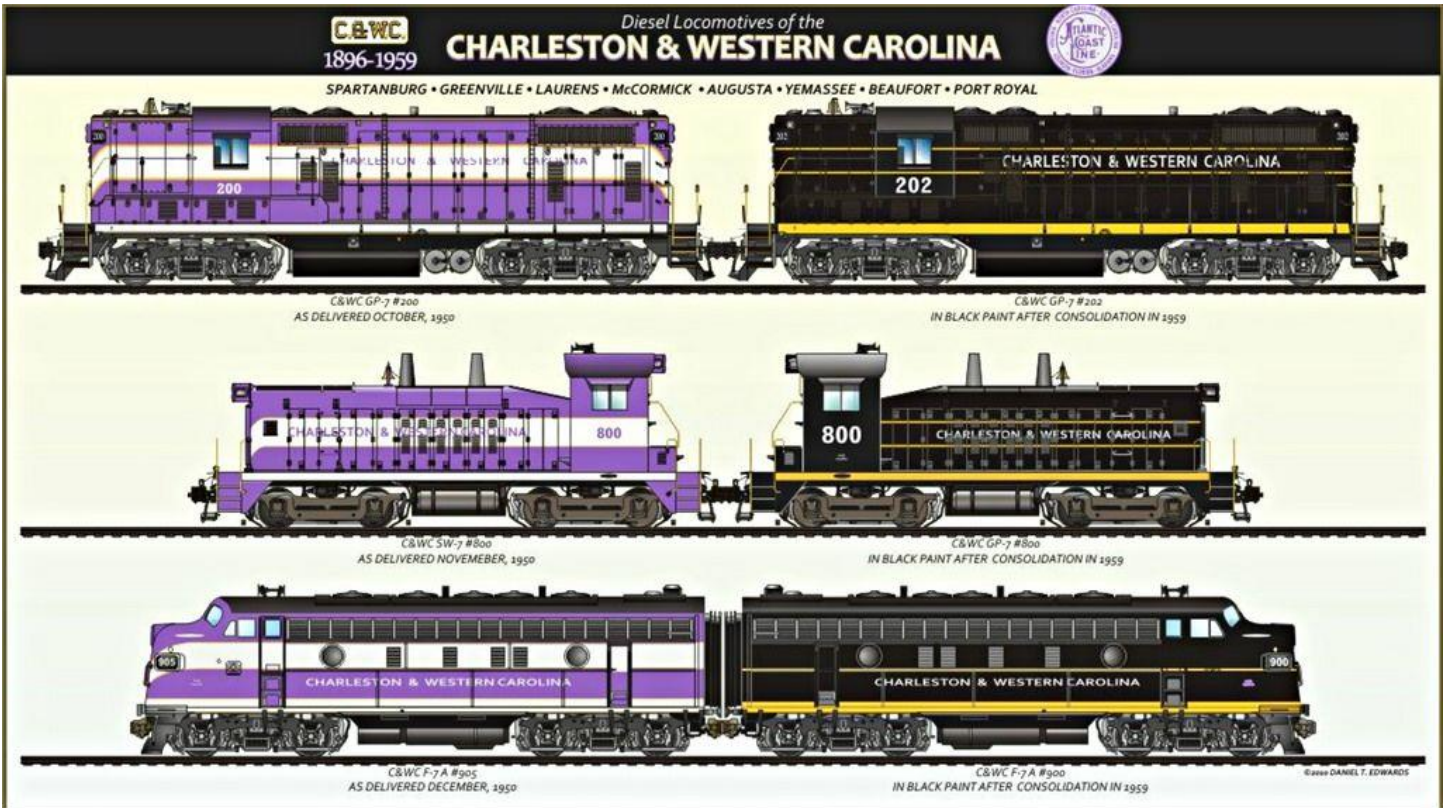 C.&W.C.
1896-1959
Diesel Locomotives of the
CHARLESTON & WESTERN CAROLINA
ATLANTIC COAST LINE
SPARTANBURG • GREENVILLE • LAURENS • McCORMICK • AUGUSTA • YEMASSEE • BEAUFORT • PORT ROYAL
200
200
CHARLESTON & WESTERN CAROLINA
200
202
202
CHARLESTON & WESTERN CAROLINA
202
C&WC GP-7 #200
AS DELIVERED OCTOBER, 1950
C&WC GP-7 #202
IN BLACK PAINT AFTER CONSOLIDATION IN 1959
CHARLESTON & WESTERN CAROLINA
800
800
CHARLESTON & WESTERN CAROLINA
C&WC SW-7 #800
AS DELIVERED NOVEMEBER, 1950
C&WC GP-7 #800
IN BLACK PAINT AFTER CONSOLIDATION IN 1959
905
CHARLESTON & WESTERN CAROLINA
CHARLESTON & WESTERN CAROLINA
900
C&WC F-7 A #905
AS DELIVERED DECEMBER, 1950
C&WC F-7 A #900
IN BLACK PAINT AFTER CONSOLIDATION IN 1959
©2010 DANIEL T. EDWARDS